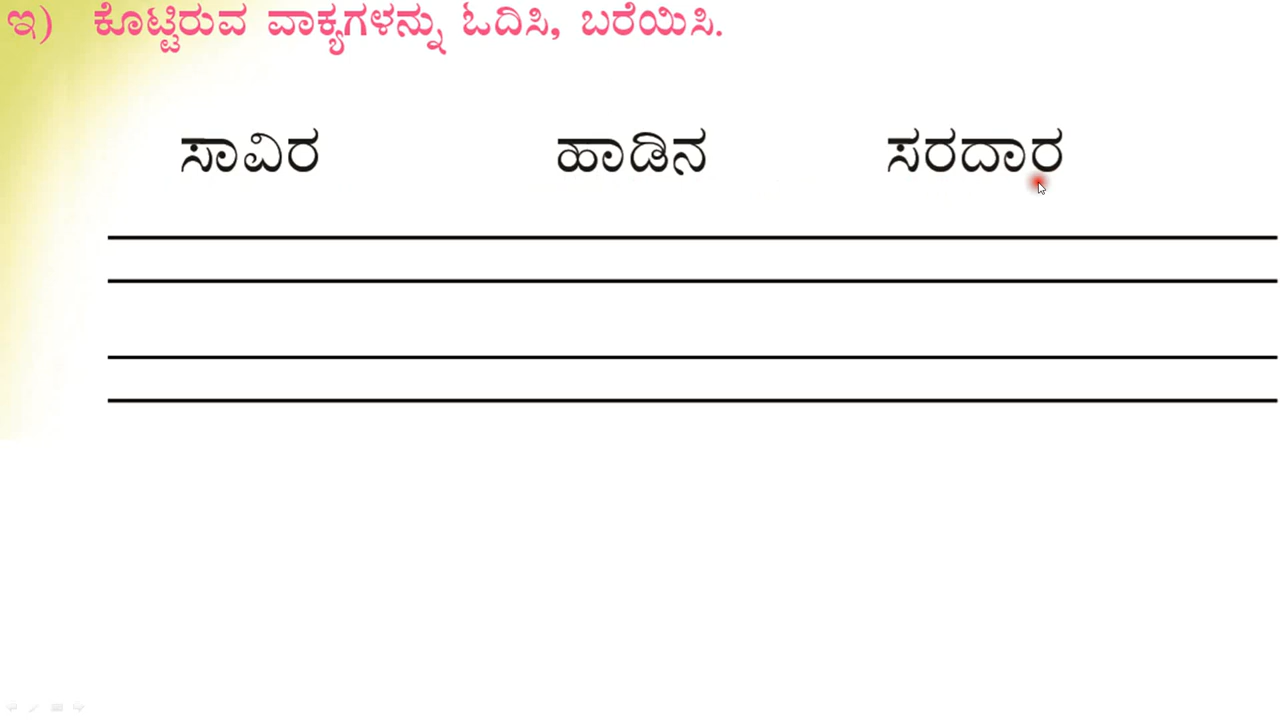 ಇ) ಕೊಟ್ಟಿರುವ ವಾಕ್ಯಗಳನ್ನು ಓದಿಸಿ, ಬರೆಯಿಸಿ.
ಸಾವಿರ ಹಾಡಿನ ಸರದಾರ